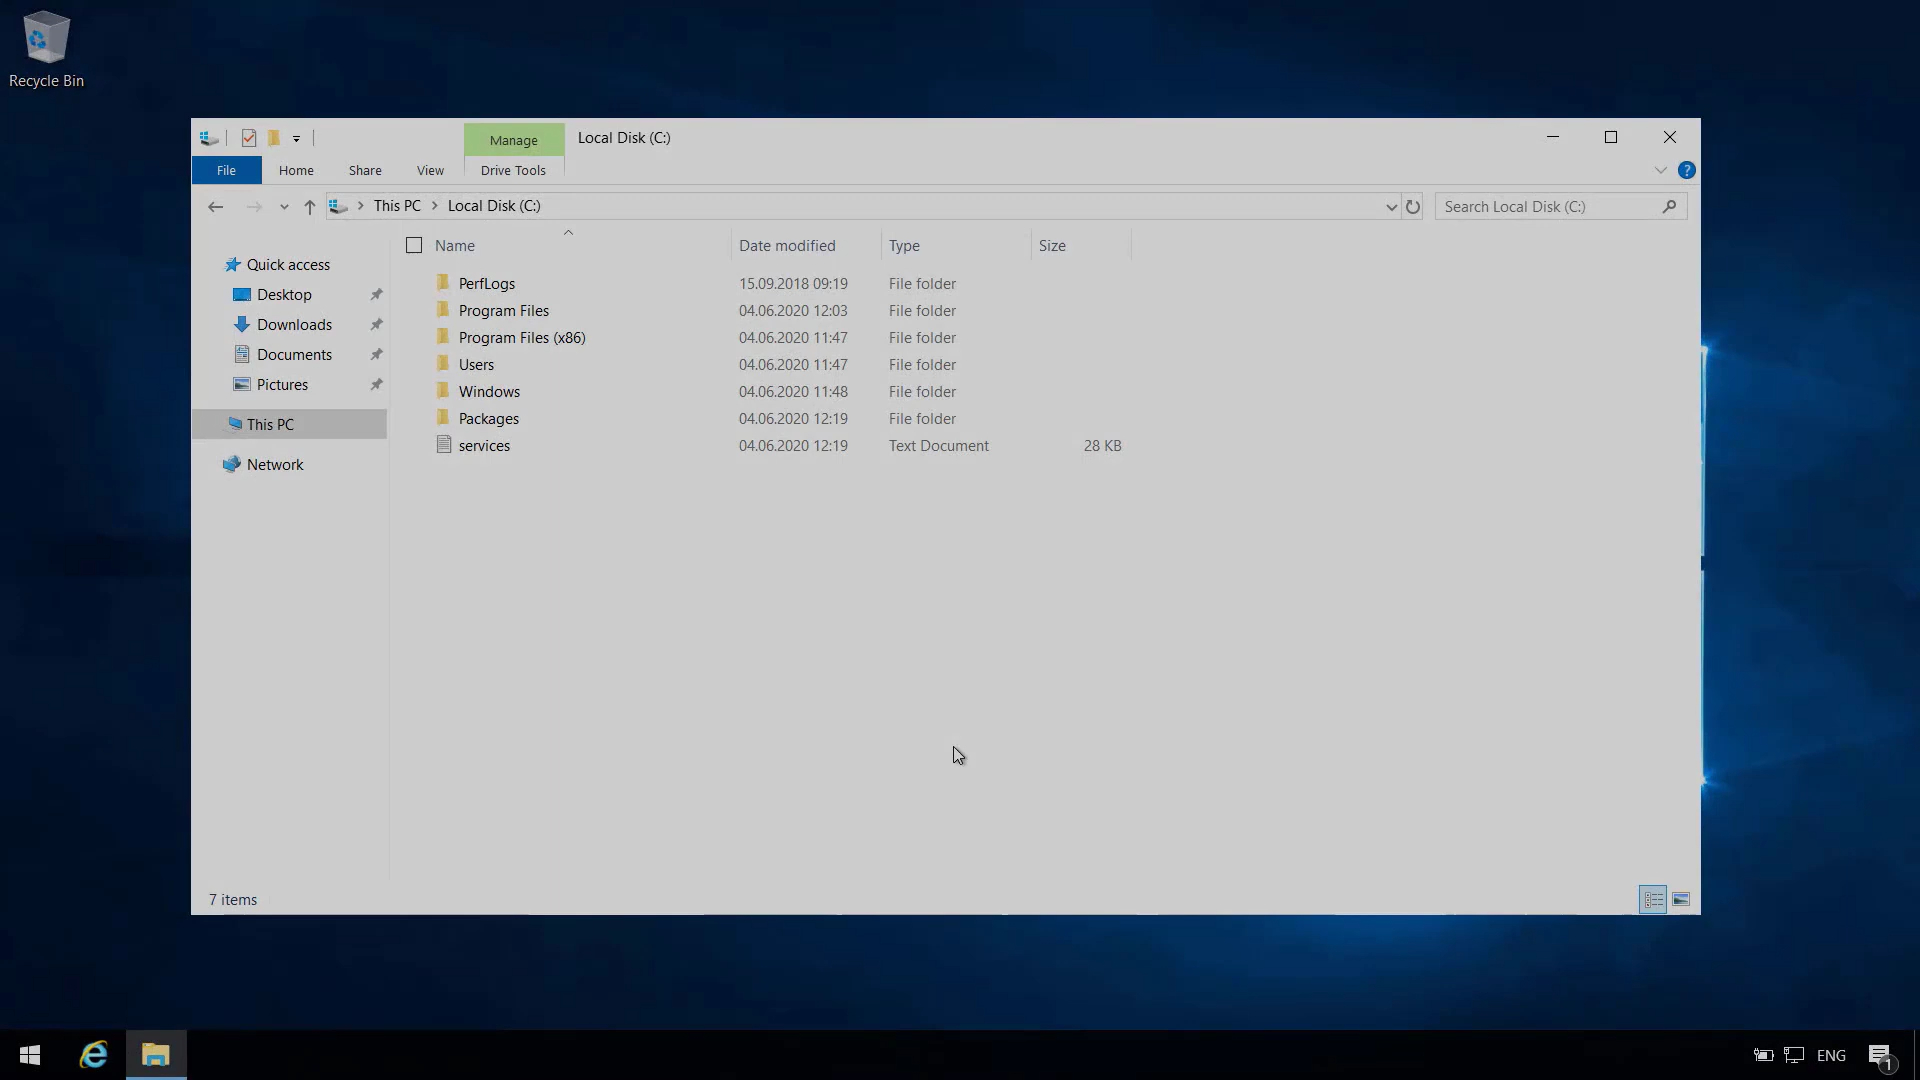 Recycle Bin
Manage
Local Disk (C:)
File
Home
Share
View
Drive Tools
This PC
Local Disk (C:)
Search Local Disk (C:)
Name
Date modified
Type
Size
Quick access
Desktop
Downloads
Documents
Pictures
This PC
Network
PerfLogs 15.09.2018 09:19 File folder
Program Files 04.06.2020 12:03 File folder
Program Files (x86) 04.06.2020 11:47 File folder
Users 04.06.2020 11:47 File folder
Windows 04.06.2020 11:48 File folder
Packages 04.06.2020 12:19 File folder
services 04.06.2020 12:19 Text Document 28 KB
7 items
ENG
1